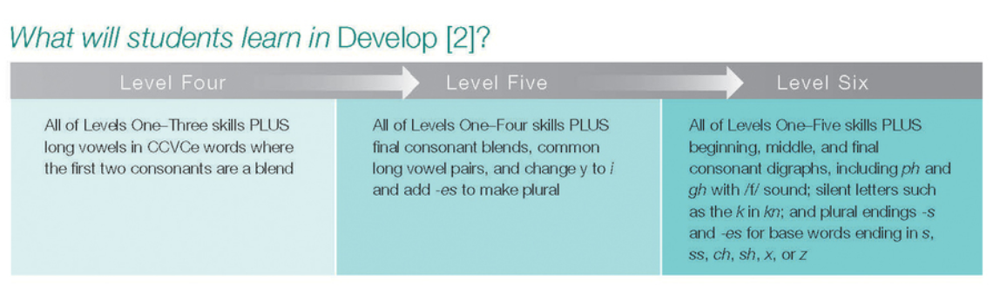 What will students learn in Develop [2]?
Level Four
Level Five
Level Six
All of Levels One–Three skills PLUS
long vowels in CCVCe words where
the first two consonants are a blend
All of Levels One–Four skills PLUS
final consonant blends, common
long vowel pairs, and change y to i
and add -es to make plural
All of Levels One–Five skills PLUS
beginning, middle, and final
consonant digraphs, including ph and
gh with /f/ sound; silent letters such
as the k in kn; and plural endings -s
and -es for base words ending in s,
ss, ch, sh, x, or z